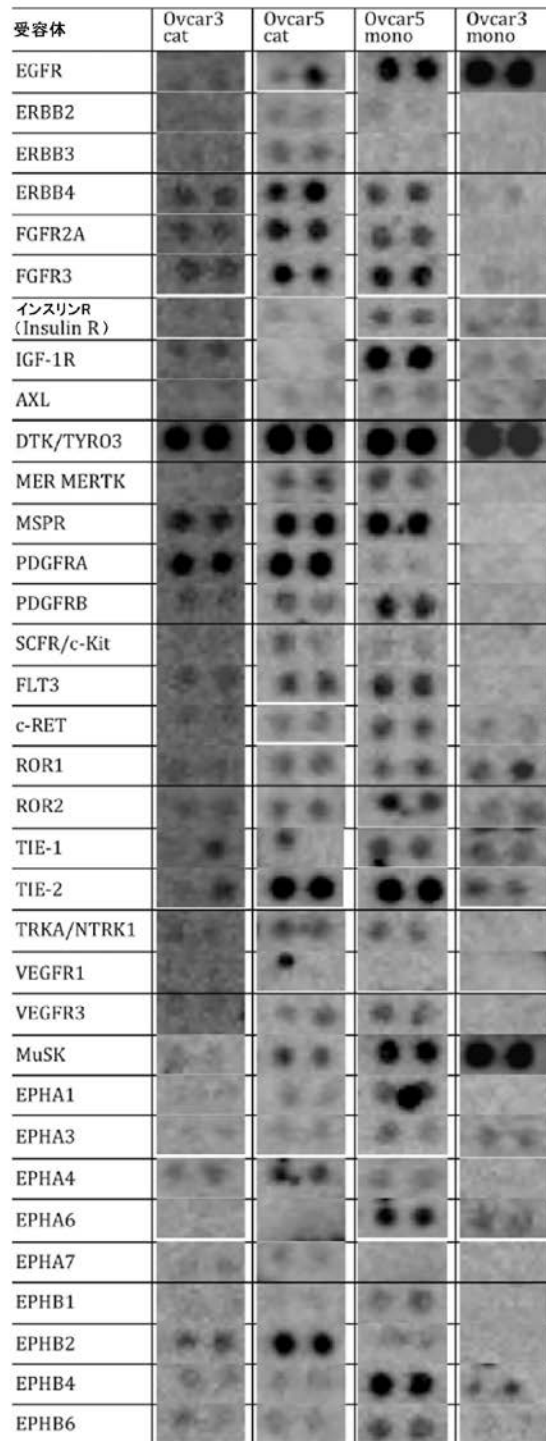 受容体 Ovcar3 cat Ovcar5 cat Ovcar5 mono Ovcar3 mono
EGFR
ERBB2
ERBB3
ERBB4
FGFR2A
FGFR3
インスリンR
(Insulin R)
IGF-1R
AXL
DTK/TYRO3
MER MERTK
MSPR
PDGFRA
PDGFRB
SCFR/c-Kit
FLT3
c-RET
ROR1
ROR2
TIE-1
TIE-2
TRKA/NTRK1
VEGFR1
VEGFR3
MuSK
EPHA1
EPHA3
EPHA4
EPHA6
EPHA7
EPHB1
EPHB2
EPHB4
EPHB6